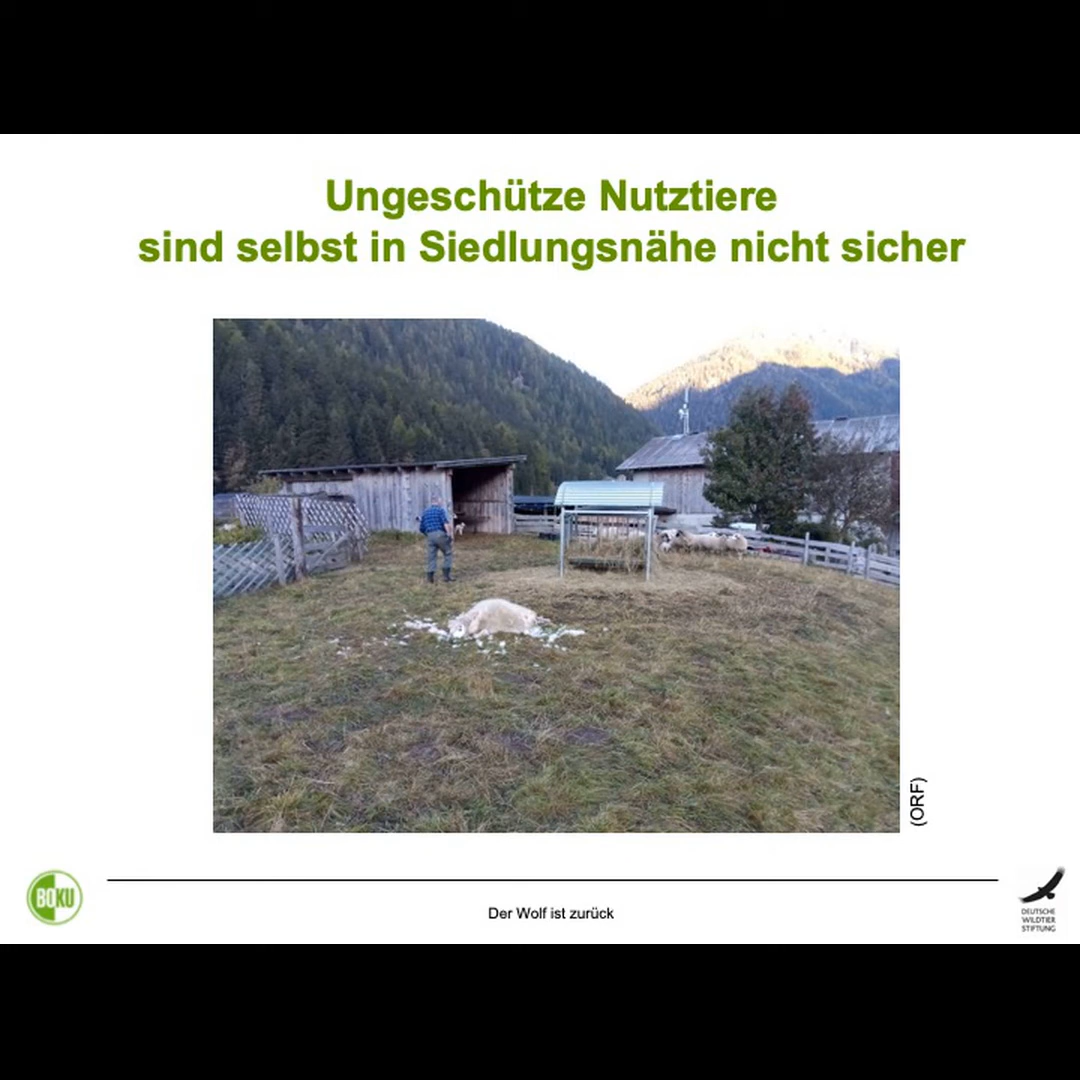 Ungeschütze Nutztiere
sind selbst in Siedlungsnähe nicht sicher
(ORF)
BOKU
Der Wolf ist zurück
DEUTSCHE
WILDTIER
STIFTUNG